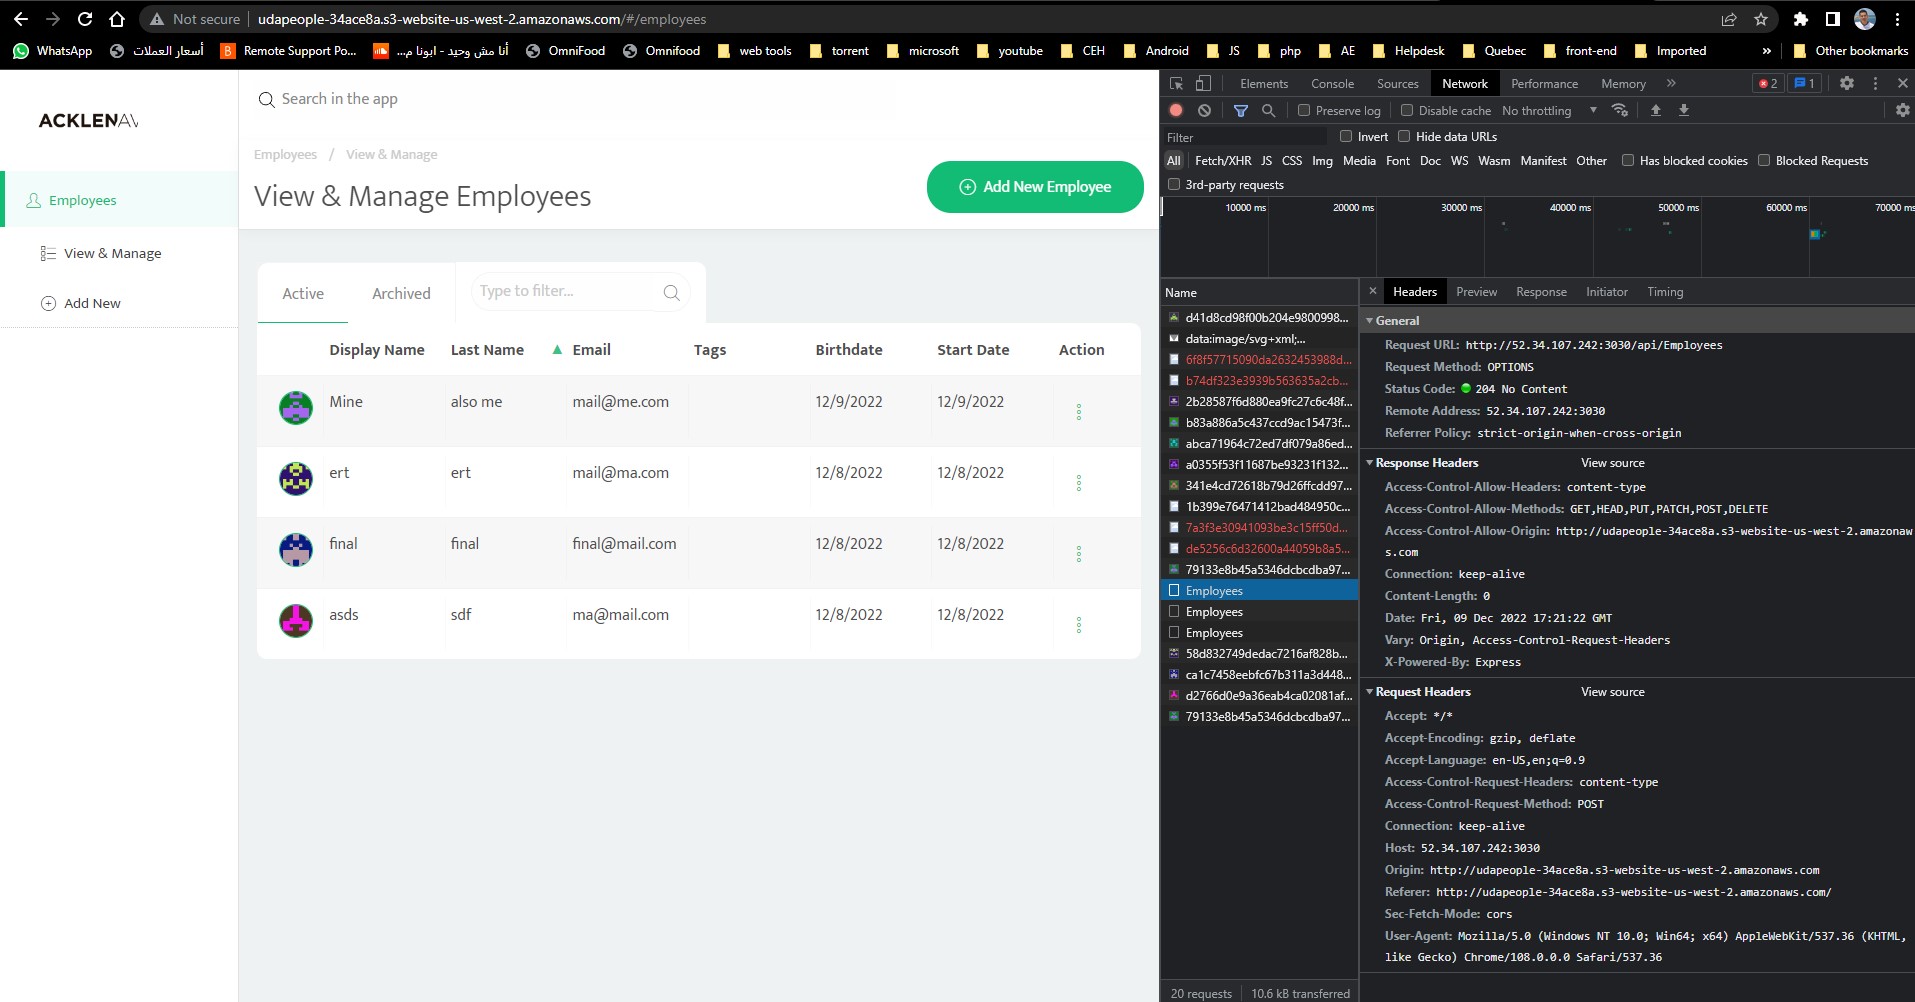 Not secure | udapeople-34ace8a.s3-website-us-west-2.amazonaws.com/#/employees
WhatsApp أسعار العملات Remote Support Po... أنا مش وحيد - ابونا م... OmniFood Omnifood web tools torrent microsoft youtube CEH Android JS php AE Helpdesk Quebec front-end Imported » Other bookmarks
ACKLENAV
Employees
View & Manage
Add New
Search in the app
Employees / View & Manage
View & Manage Employees
Add New Employee
Active Archived Type to filter...
Display Name Last Name Email Tags Birthdate Start Date Action
Mine also me mail@me.com 12/9/2022 12/9/2022
ert ert mail@ma.com 12/8/2022 12/8/2022
final final final@mail.com 12/8/2022 12/8/2022
asds sdf ma@mail.com 12/8/2022 12/8/2022
Elements Console Sources Network Performance Memory » 2 1
Preserve log Disable cache No throttling
Filter Invert Hide data URLs
All Fetch/XHR JS CSS Img Media Font Doc WS Wasm Manifest Other Has blocked cookies Blocked Requests
3rd-party requests
10000 ms 20000 ms 30000 ms 40000 ms 50000 ms 60000 ms 70000 ms
Name
d41d8cd98f00b204e9800998...
data:image/svg+xml;...
6f8f57715090da2632453988d...
b74df323e3939b563635a2cb...
2b28587f6d880ea9fc27c6c48f...
b83a886a5c437ccd9ac15473f...
abca71964c72ed7df079a86ed...
a0355f53f11687be93231f132...
341e4cd72618b79d26ffcdd97...
1b399e76471412bad484950c...
7a3f3e30941093be3c15ff50d...
de5256c6d32600a44059b8a5...
79133e8b45a5346dcbcdba97...
Employees
Employees
Employees
58d832749dedac7216af828b...
ca1c7458eebfc67b311a3d448...
d2766d0e9a36eab4ca02081af...
79133e8b45a5346dcbcdba97...
20 requests 10.6 kB transferred
Headers Preview Response Initiator Timing
General
Request URL: http://52.34.107.242:3030/api/Employees
Request Method: OPTIONS
Status Code: 204 No Content
Remote Address: 52.34.107.242:3030
Referrer Policy: strict-origin-when-cross-origin
Response Headers View source
Access-Control-Allow-Headers: content-type
Access-Control-Allow-Methods: GET,HEAD,PUT,PATCH,POST,DELETE
Access-Control-Allow-Origin: http://udapeople-34ace8a.s3-website-us-west-2.amazonaw
s.com
Connection: keep-alive
Content-Length: 0
Date: Fri, 09 Dec 2022 17:21:22 GMT
Vary: Origin, Access-Control-Request-Headers
X-Powered-By: Express
Request Headers View source
Accept: */*
Accept-Encoding: gzip, deflate
Accept-Language: en-US,en;q=0.9
Access-Control-Request-Headers: content-type
Access-Control-Request-Method: POST
Connection: keep-alive
Host: 52.34.107.242:3030
Origin: http://udapeople-34ace8a.s3-website-us-west-2.amazonaws.com
Referer: http://udapeople-34ace8a.s3-website-us-west-2.amazonaws.com/
Sec-Fetch-Mode: cors
User-Agent: Mozilla/5.0 (Windows NT 10.0; Win64; x64) AppleWebKit/537.36 (KHTML,
like Gecko) Chrome/108.0.0.0 Safari/537.36